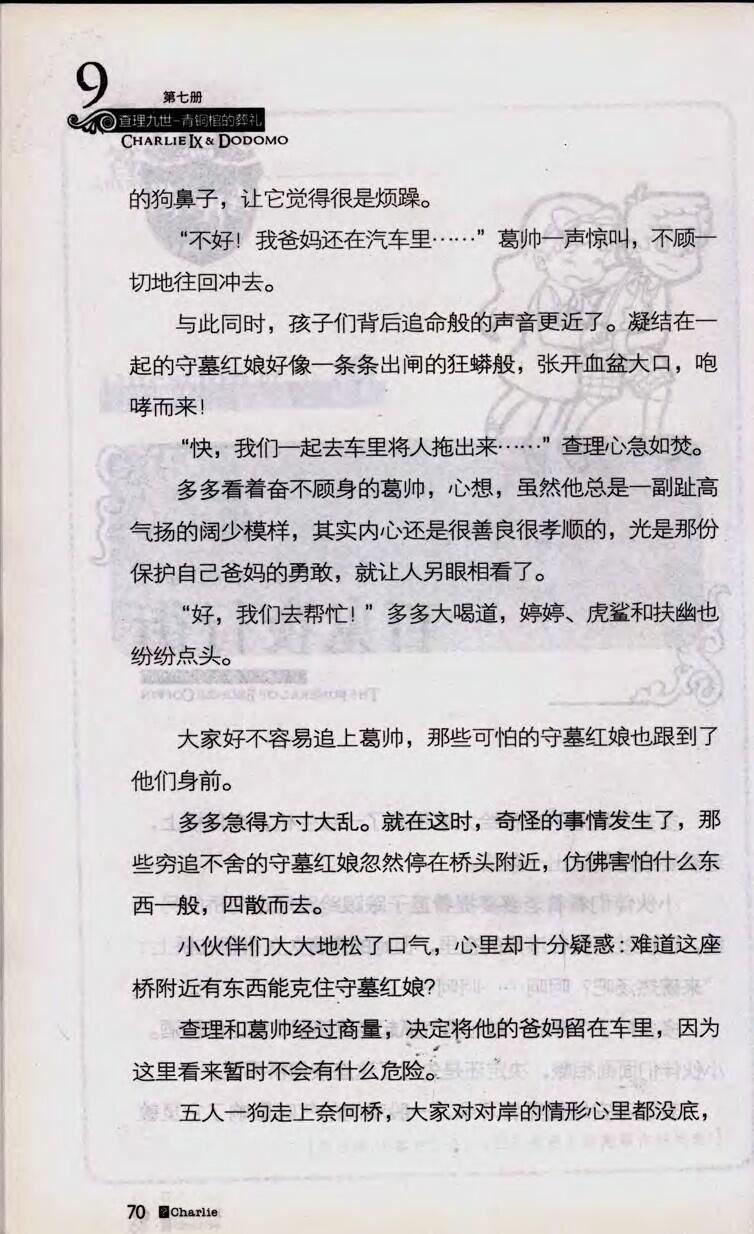 9
第七册
查理九世-青铜棺的葬礼
CHARLIE IX & DODOMO
的狗鼻子，让它觉得很是烦躁。
“不好！我爸妈还在汽车里……”葛帅一声惊叫，不顾一
切地往回冲去。
与此同时，孩子们背后追命般的声音更近了。凝结在一
起的守墓红娘好像一条条出闸的狂蟒般，张开血盆大口，咆
哮而来！
“快，我们一起去车里将人拖出来……”查理心急如焚。
多多看着奋不顾身的葛帅，心想，虽然他总是一副趾高
气扬的阔少模样，其实内心还是很善良很孝顺的，光是那份
保护自己爸妈的勇敢，就让人另眼相看了。
“好，我们去帮忙！”多多大喝道，婷婷、虎鲨和扶幽也
纷纷点头。
大家好不容易追上葛帅，那些可怕的守墓红娘也跟到了
他们身前。
多多急得方寸大乱。就在这时，奇怪的事情发生了，那
些穷追不舍的守墓红娘忽然停在桥头附近，仿佛害怕什么东
西一般，四散而去。
小伙伴们大大地松了口气，心里却十分疑惑：难道这座
桥附近有东西能克住守墓红娘？
查理和葛帅经过商量，决定将他的爸妈留在车里，因为
这里看来暂时不会有什么危险。
五人一狗走上奈何桥，大家对对岸的情形心里都没底，
70 ?Charlie